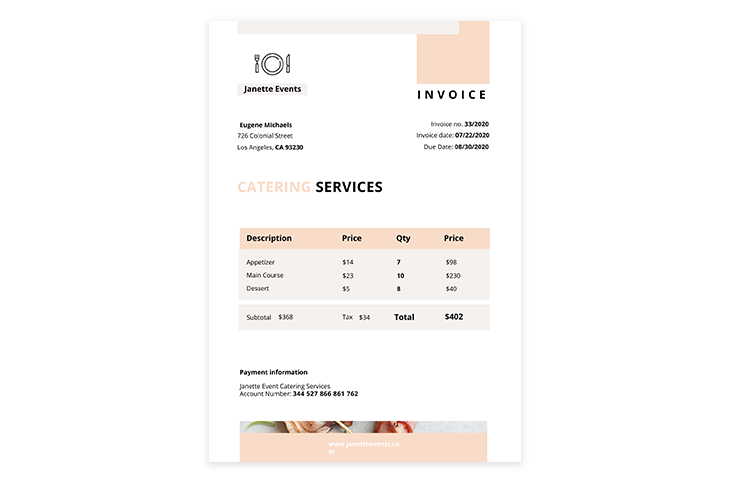 Janette Events
INVOICE
Eugene Michaels
726 Colonial Street
Los Angeles, CA 93230
Invoice no. 33/2020
Invoice date: 07/22/2020
Due Date: 08/30/2020
CATERING SERVICES
Description Price Qty Price
Appetizer $14 7 $98
Main Course $23 10 $230
Dessert $5 8 $40
Subtotal $368 Tax $34 Total $402
Payment information
Janette Event Catering Services
Account Number: 344 527 866 861 762
www.janetteevents.co
m